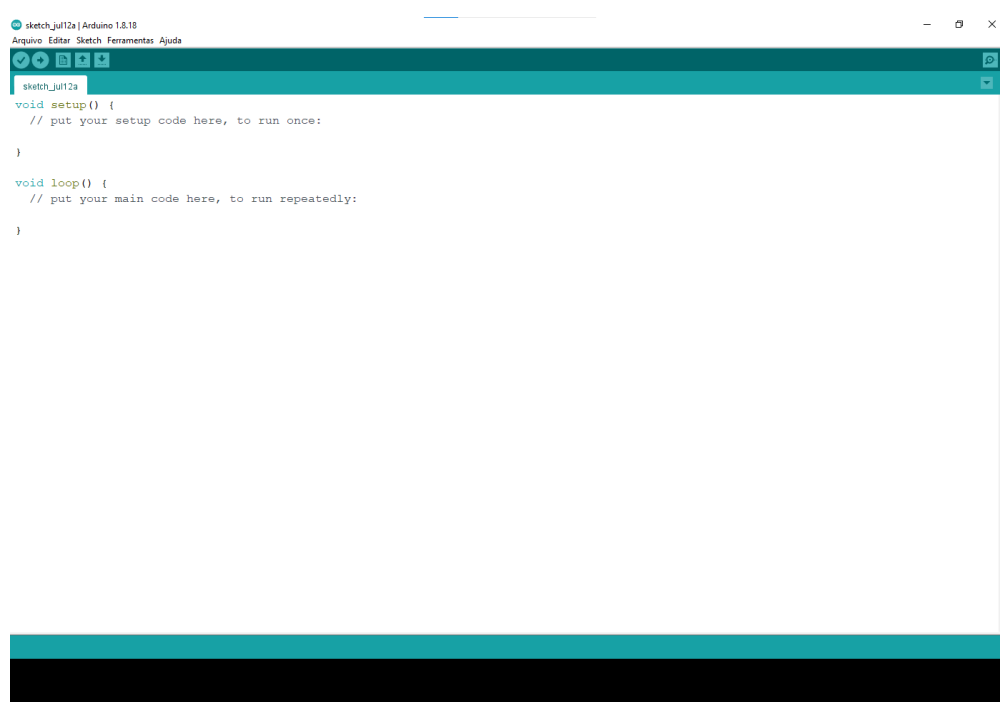 sketch_jul12a | Arduino 1.8.18
Arquivo Editar Sketch Ferramentas Ajuda
sketch_jul12a
void setup() {
  // put your setup code here, to run once:
}
void loop() {
  // put your main code here, to run repeatedly:
}